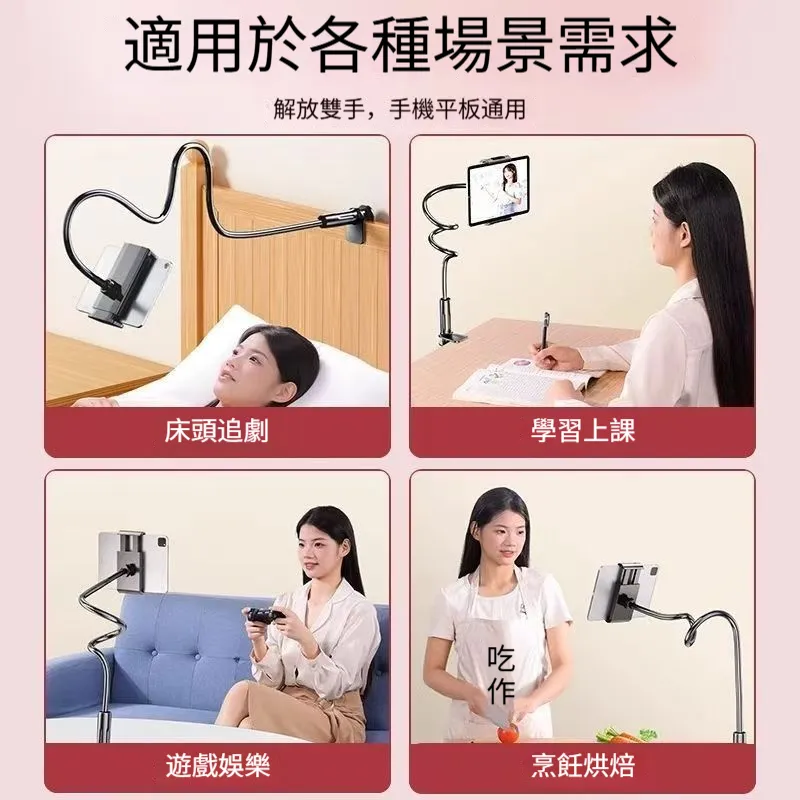 適用於各種場景需求
解放雙手，手機平板通用
床頭追劇
學習上課
遊戲娛樂
吃
作
烹飪烘焙